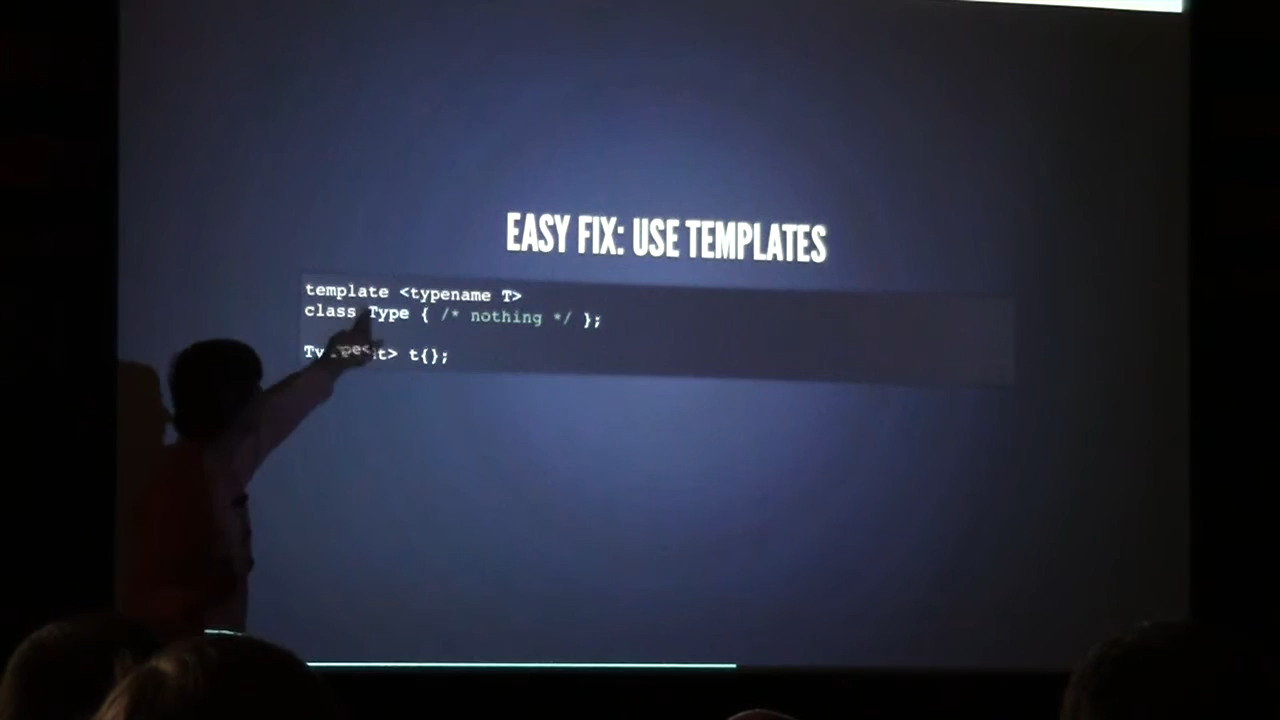 EASY FIX: USE TEMPLATES
template <typename T>
class Type { /* nothing */ };
t{};